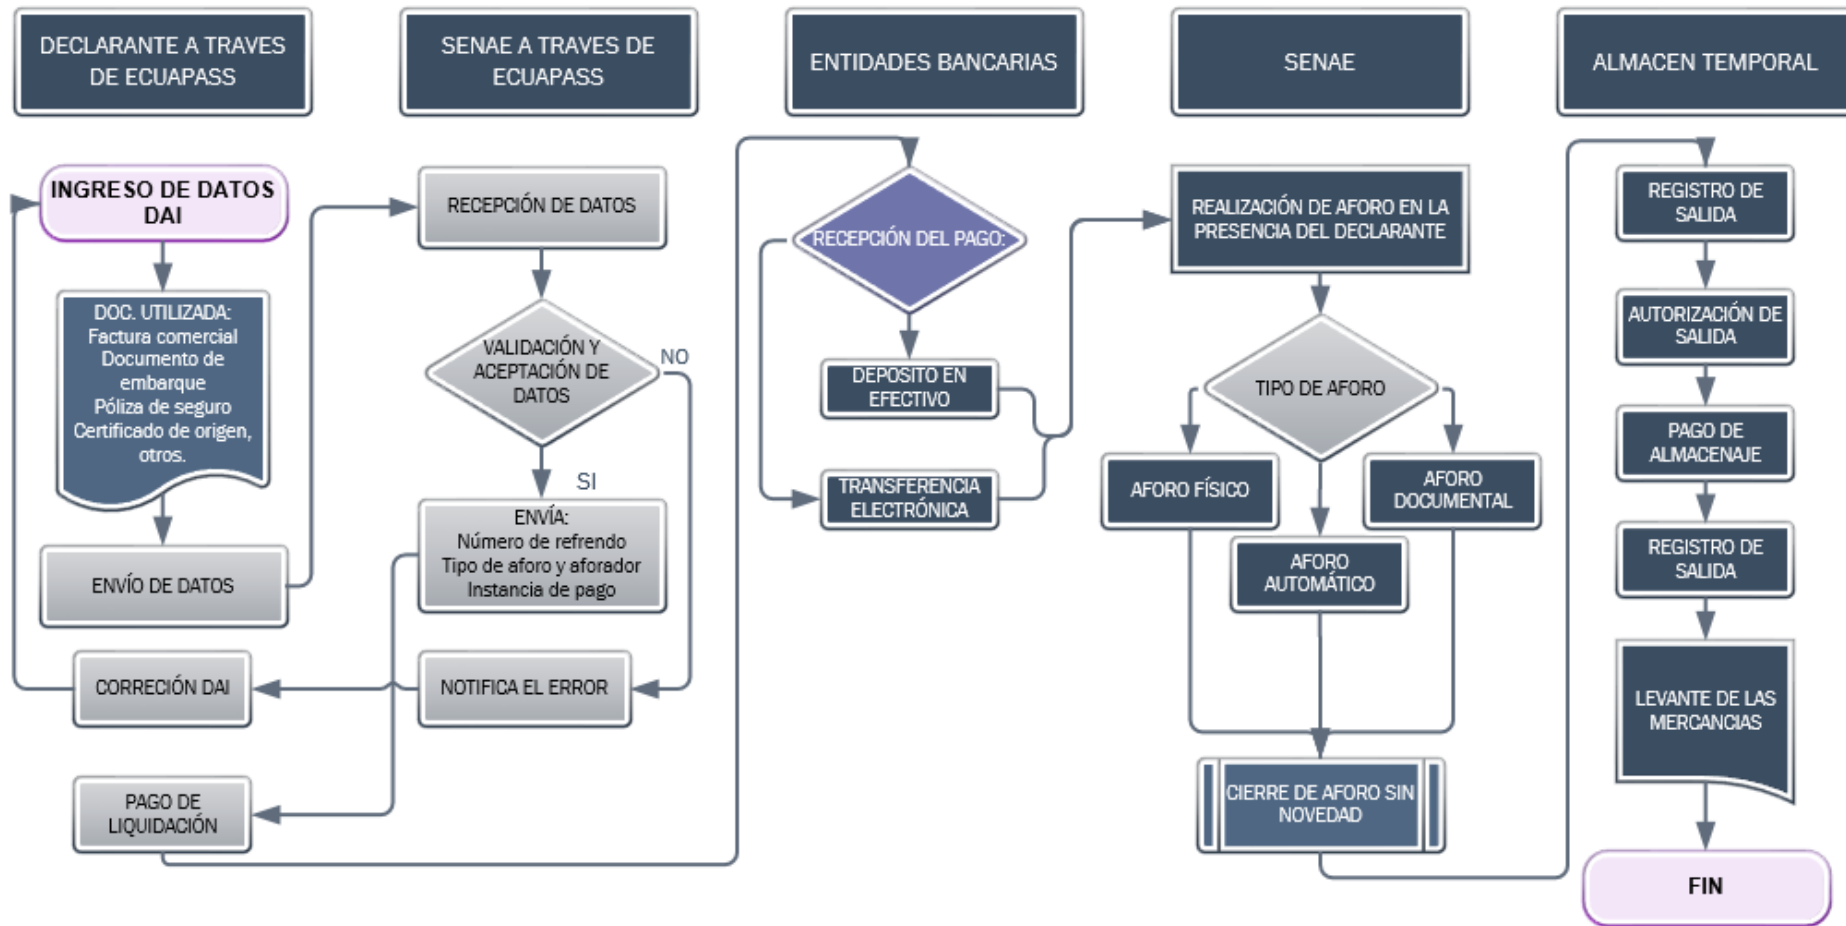 DECLARANTE A TRAVES
DE ECUAPASS
SENAE A TRAVES DE
ECUAPASS
ENTIDADES BANCARIAS
SENAE
ALMACEN TEMPORAL
INGRESO DE DATOS
DAI
DOC. UTILIZADA:
Factura comercial
Documento de
embarque
Póliza de seguro
Certificado de origen,
otros.
ENVÍO DE DATOS
CORRECIÓN DAI
PAGO DE
LIQUIDACIÓN
RECEPCIÓN DE DATOS
VALIDACIÓN Y
ACEPTACIÓN DE
DATOS
NO
SI
ENVÍA:
Número de refrendo
Tipo de aforo y aforador
Instancia de pago
NOTIFICA EL ERROR
RECEPCIÓN DEL PAGO:
DEPOSITO EN
EFECTIVO
TRANSFERENCIA
ELECTRÓNICA
REALIZACIÓN DE AFORO EN LA
PRESENCIA DEL DECLARANTE
TIPO DE AFORO
AFORO FÍSICO
AFORO
DOCUMENTAL
AFORO
AUTOMÁTICO
CIERRE DE AFORO SIN
NOVEDAD
REGISTRO DE
SALIDA
AUTORIZACIÓN DE
SALIDA
PAGO DE
ALMACENAJE
REGISTRO DE
SALIDA
LEVANTE DE LAS
MERCANCIAS
FIN